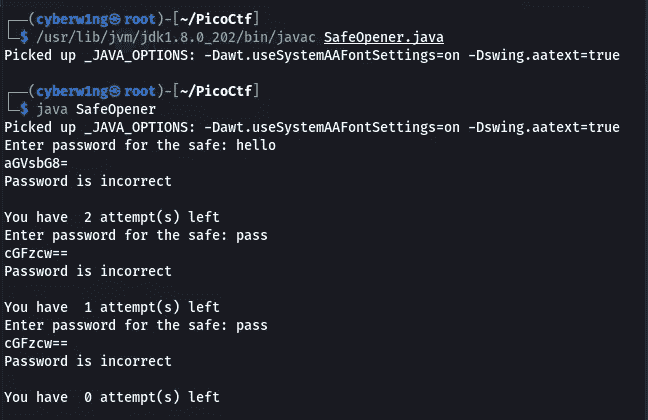 ┌──(cyberw1ng㉿root)-[~/PicoCtf]
└─$ /usr/lib/jvm/jdk1.8.0_202/bin/javac SafeOpener.java
Picked up _JAVA_OPTIONS: -Dawt.useSystemAAFontSettings=on -Dswing.aatext=true
┌──(cyberw1ng㉿root)-[~/PicoCtf]
└─$ java SafeOpener
Picked up _JAVA_OPTIONS: -Dawt.useSystemAAFontSettings=on -Dswing.aatext=true
Enter password for the safe: hello
aGVsbG8=
Password is incorrect
You have  2 attempt(s) left
Enter password for the safe: pass
cGFzcw==
Password is incorrect
You have  1 attempt(s) left
Enter password for the safe: pass
cGFzcw==
Password is incorrect
You have  0 attempt(s) left